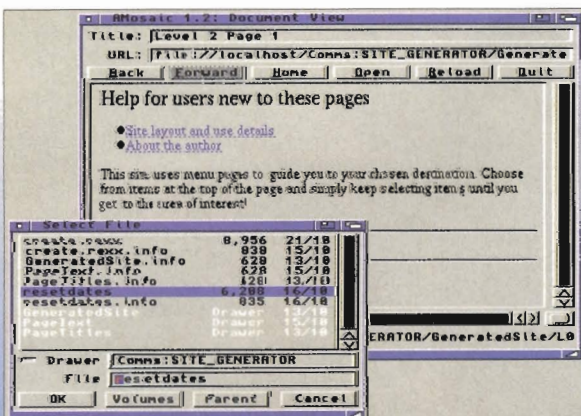 AMosaic 1.2: Document View
Title: Level 2 Page 1
URL: File://localhost/Comms:SITE_GENERATOR/Generate
Back Forward Home Open Reload Quit
Help for users new to these pages
Site layout and use details
About the author
This site uses menu pages to guide you to your chosen destination. Choose
from items at the top of the page and simply keep selecting items until you
get to the area of interest!
Select File
create.rexx 8,956 21/10
create.rexx.info 830 15/10
GeneratedSite.info 628 13/10
PageText.info 628 15/10
PageTitles.info 628 13/10
resetdates 6,288 16/10
resetdates.info 835 16/10
GeneratedSite Drawer 13/10
PageText Drawer 15/10
PageTitles Drawer 13/10
ERATOR/GeneratedSite/L0
Drawer Comms:SITE_GENERATOR
File resetdates
OK Volumes Parent Cancel